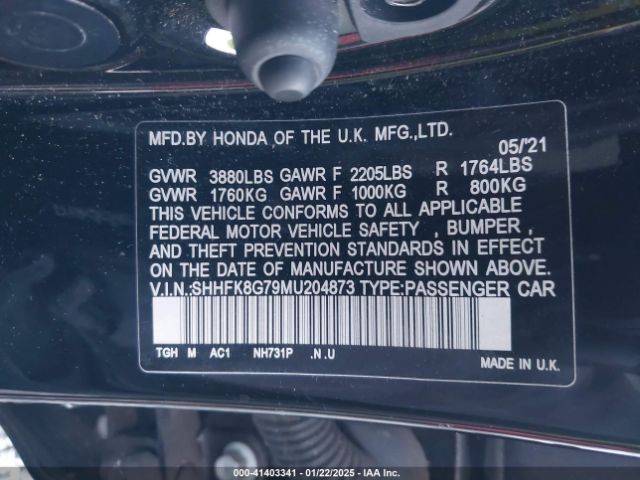 MFD.BY HONDA OF THE U.K. MFG.,LTD.
05/'21
GVWR 3880LBS GAWR F 2205LBS R 1764LBS
GVWR 1760KG GAWR F 1000KG R 800KG
THIS VEHICLE CONFORMS TO ALL APPLICABLE
FEDERAL MOTOR VEHICLE SAFETY , BUMPER ,
AND THEFT PREVENTION STANDARDS IN EFFECT
ON THE DATE OF MANUFACTURE SHOWN ABOVE.
V.I.N.:SHHFK8G79MU204873 TYPE:PASSENGER CAR
TGH M AC1 NH731P .N.U
MADE IN U.K.
000-41403341 - 01/22/2025 - IAA Inc.